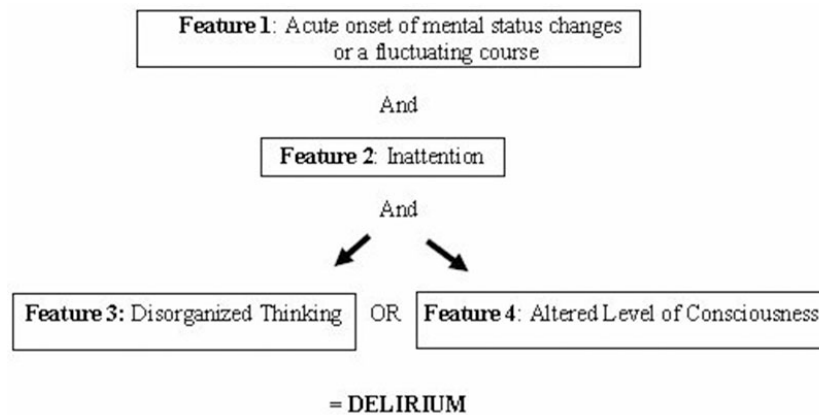 Feature 1: Acute onset of mental status changes
or a fluctuating course
And
Feature 2: Inattention
And
Feature 3: Disorganized Thinking OR Feature 4: Altered Level of Consciousness
= DELIRIUM